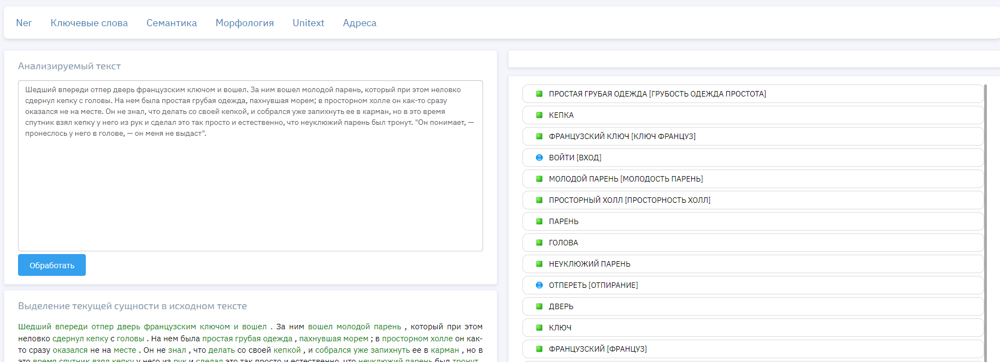 Ner Ключевые слова Семантика Морфология Unitext Адреса
Анализируемый текст
Шедший впереди отпер дверь французским ключом и вошел. За ним вошел молодой парень, который при этом неловко
сдернул кепку с головы. На нем была простая грубая одежда, пахнувшая морем; в просторном холле он как-то сразу
оказался не на месте. Он не знал, что делать со своей кепкой, и собрался уже запихнуть ее в карман, но в это время
спутник взял кепку у него из рук и сделал это так просто и естественно, что неуклюжий парень был тронут. "Он понимает, —
пронеслось у него в голове, — он меня не выдаст".
Обработать
Выделение текущей сущности в исходном тексте
Шедший впереди отпер дверь французским ключом и вошел . За ним вошел молодой парень , который при этом
неловко сдернул кепку с головы . На нем была простая грубая одежда , пахнувшая морем ; в просторном холле он как-
то сразу оказался не на месте . Он не знал , что делать со своей кепкой , и собрался уже запихнуть ее в карман , но в
это время спутник взял кепку у него из рук и сделал это так просто и естественно, что неуклюжий парень был тронут .
ПРОСТАЯ ГРУБАЯ ОДЕЖДА [ГРУБОСТЬ ОДЕЖДА ПРОСТОТА]
КЕПКА
ФРАНЦУЗСКИЙ КЛЮЧ [КЛЮЧ ФРАНЦУЗ]
ВОЙТИ [ВХОД]
МОЛОДОЙ ПАРЕНЬ [МОЛОДОСТЬ ПАРЕНЬ]
ПРОСТОРНЫЙ ХОЛЛ [ПРОСТОРНОСТЬ ХОЛЛ]
ПАРЕНЬ
ГОЛОВА
НЕУКЛЮЖИЙ ПАРЕНЬ
ОТПЕРЕТЬ [ОТПИРАНИЕ]
ДВЕРЬ
КЛЮЧ
ФРАНЦУЗСКИЙ [ФРАНЦУЗ]